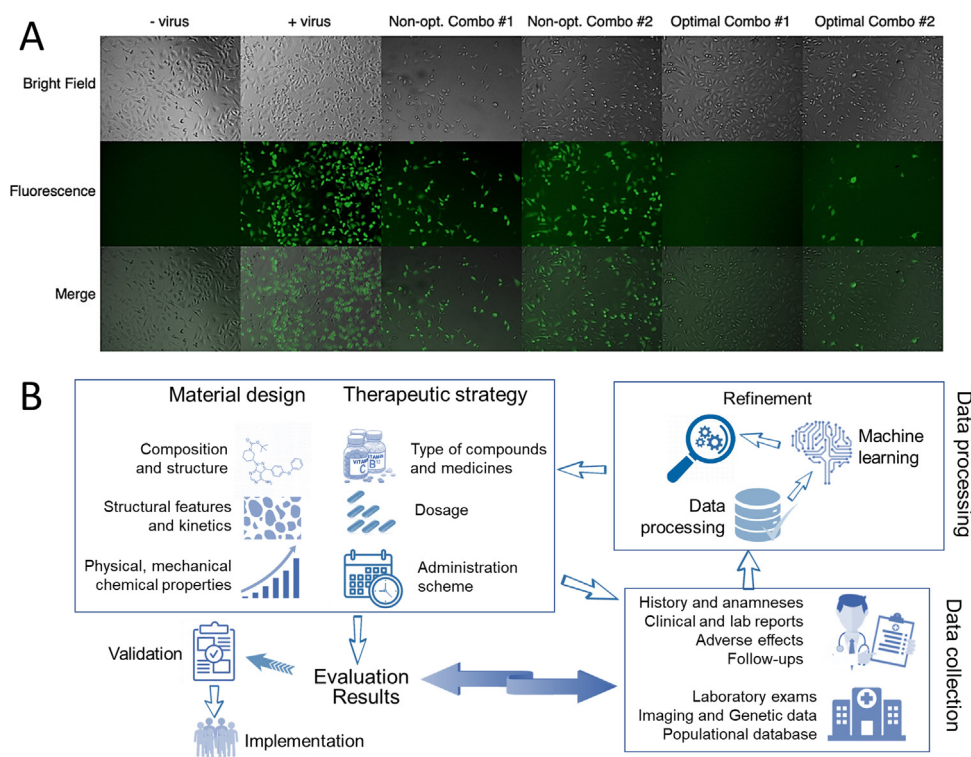 A
- virus
+ virus
Non-opt. Combo #1
Non-opt. Combo #2
Optimal Combo #1
Optimal Combo #2
Bright Field
Fluorescence
Merge
B
Material design
Therapeutic strategy
Composition
and structure
Structural features
and kinetics
Physical, mechanical
chemical properties
VITAMIN
C
VITAMIN
B12
Type of compounds
and medicines
Dosage
Administration
scheme
Refinement
Machine
learning
Data
processing
Data processing
History and anamneses
Clinical and lab reports
Adverse effects
Follow-ups
Laboratory exams
Imaging and Genetic data
Populational database
Data collection
Validation
Evaluation
Results
Implementation